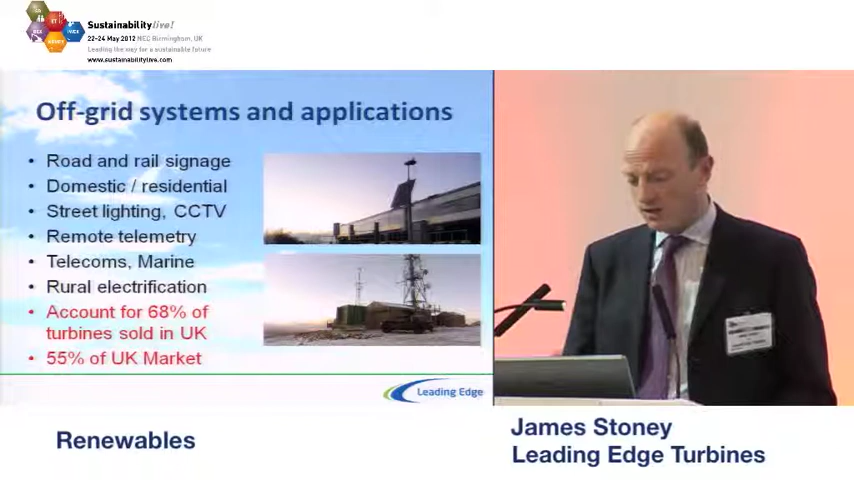 Sustainabilitylive!
22-24 May 2012 NEC Birmingham, UK
Leading the way for a sustainable future
www.sustainabilitylive.com
Off-grid systems and applications
• Road and rail signage
• Domestic / residential
• Street lighting, CCTV
• Remote telemetry
• Telecoms, Marine
• Rural electrification
• Account for 68% of
turbines sold in UK
• 55% of UK Market
Leading Edge
Renewables
James Stoney
Leading Edge Turbines